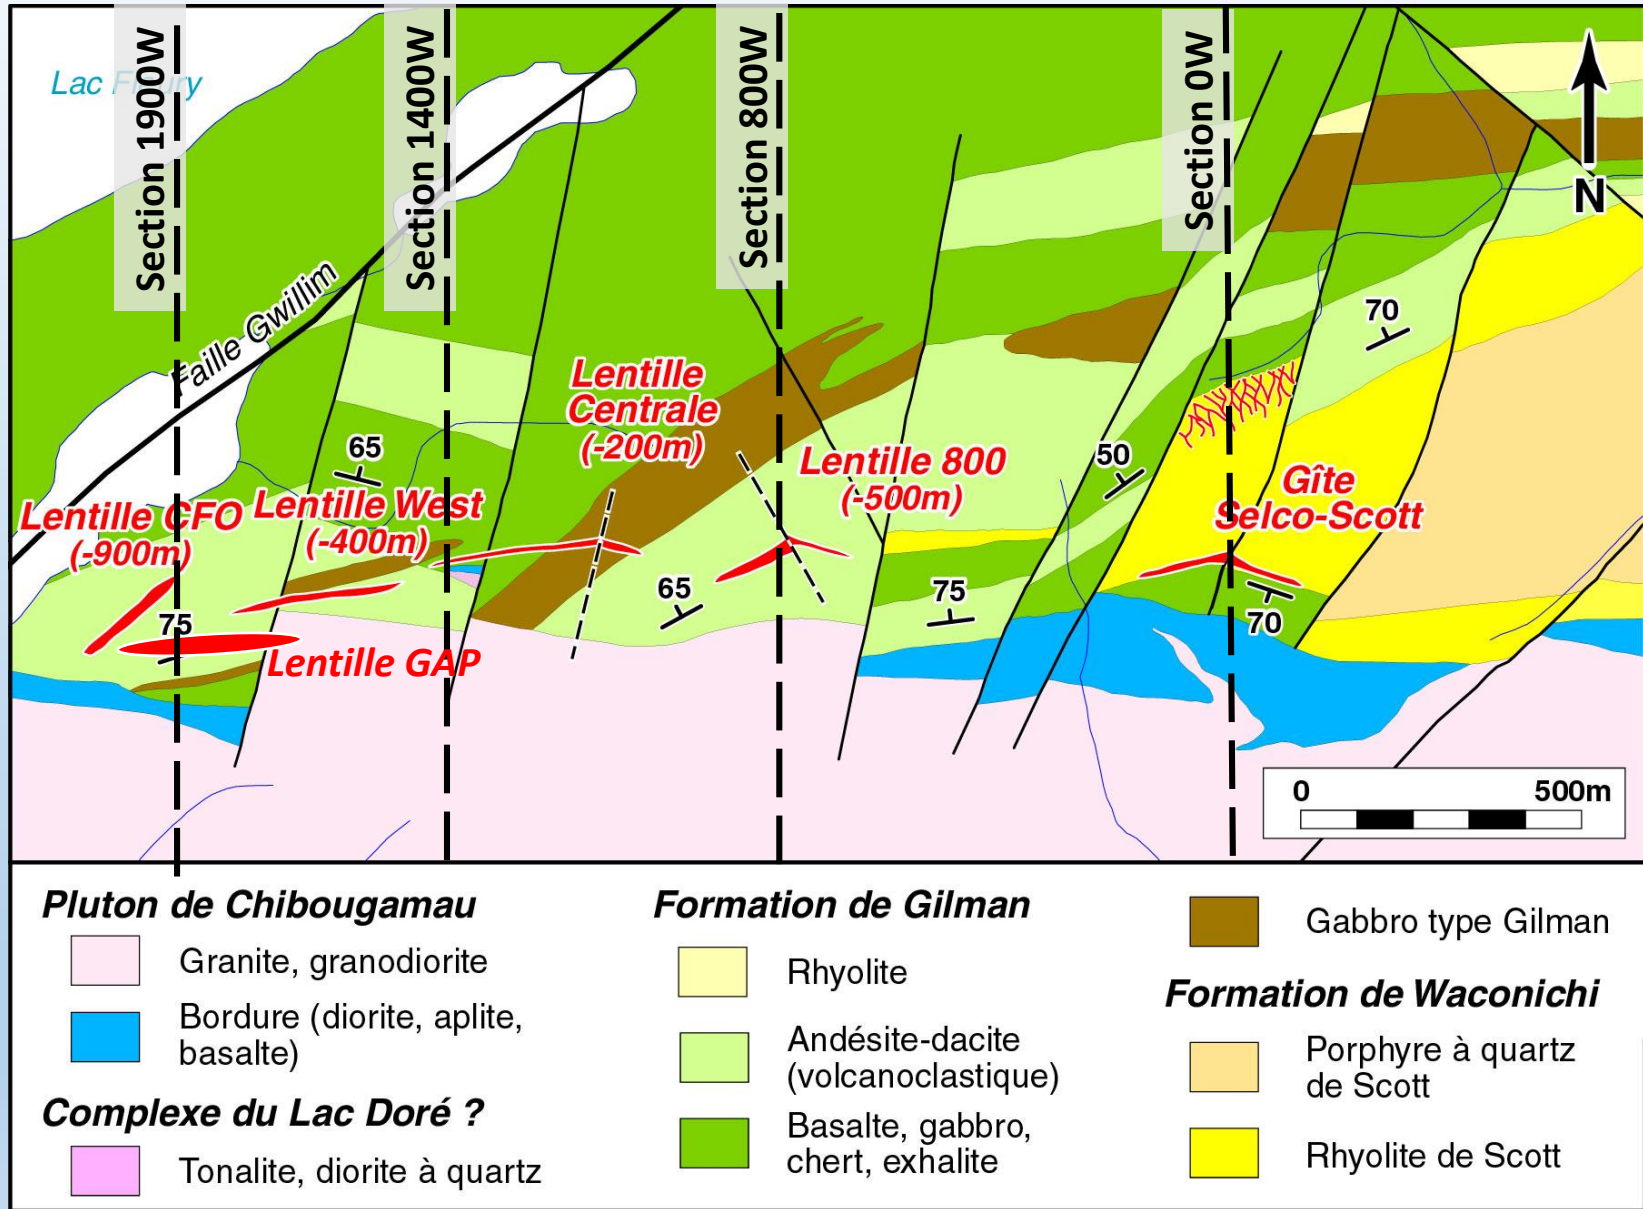 Lac Fleury
Section 1900W
Section 1400W
Section 800W
Section 0W
N
Faille Gwillim
70
Lentille
Centrale
(-200m)
65
50
Lentille 800
(-500m)
Gîte
Selco-Scott
Lentille CFO
(-900m)
Lentille West
(-400m)
75
65
75
70
Lentille GAP
0 500m
Pluton de Chibougamau
Granite, granodiorite
Bordure (diorite, aplite,
basalte)
Complexe du Lac Doré ?
Tonalite, diorite à quartz
Formation de Gilman
Rhyolite
Andésite-dacite
(volcanoclastique)
Basalte, gabbro,
chert, exhalite
Gabbro type Gilman
Formation de Waconichi
Porphyre à quartz
de Scott
Rhyolite de Scott